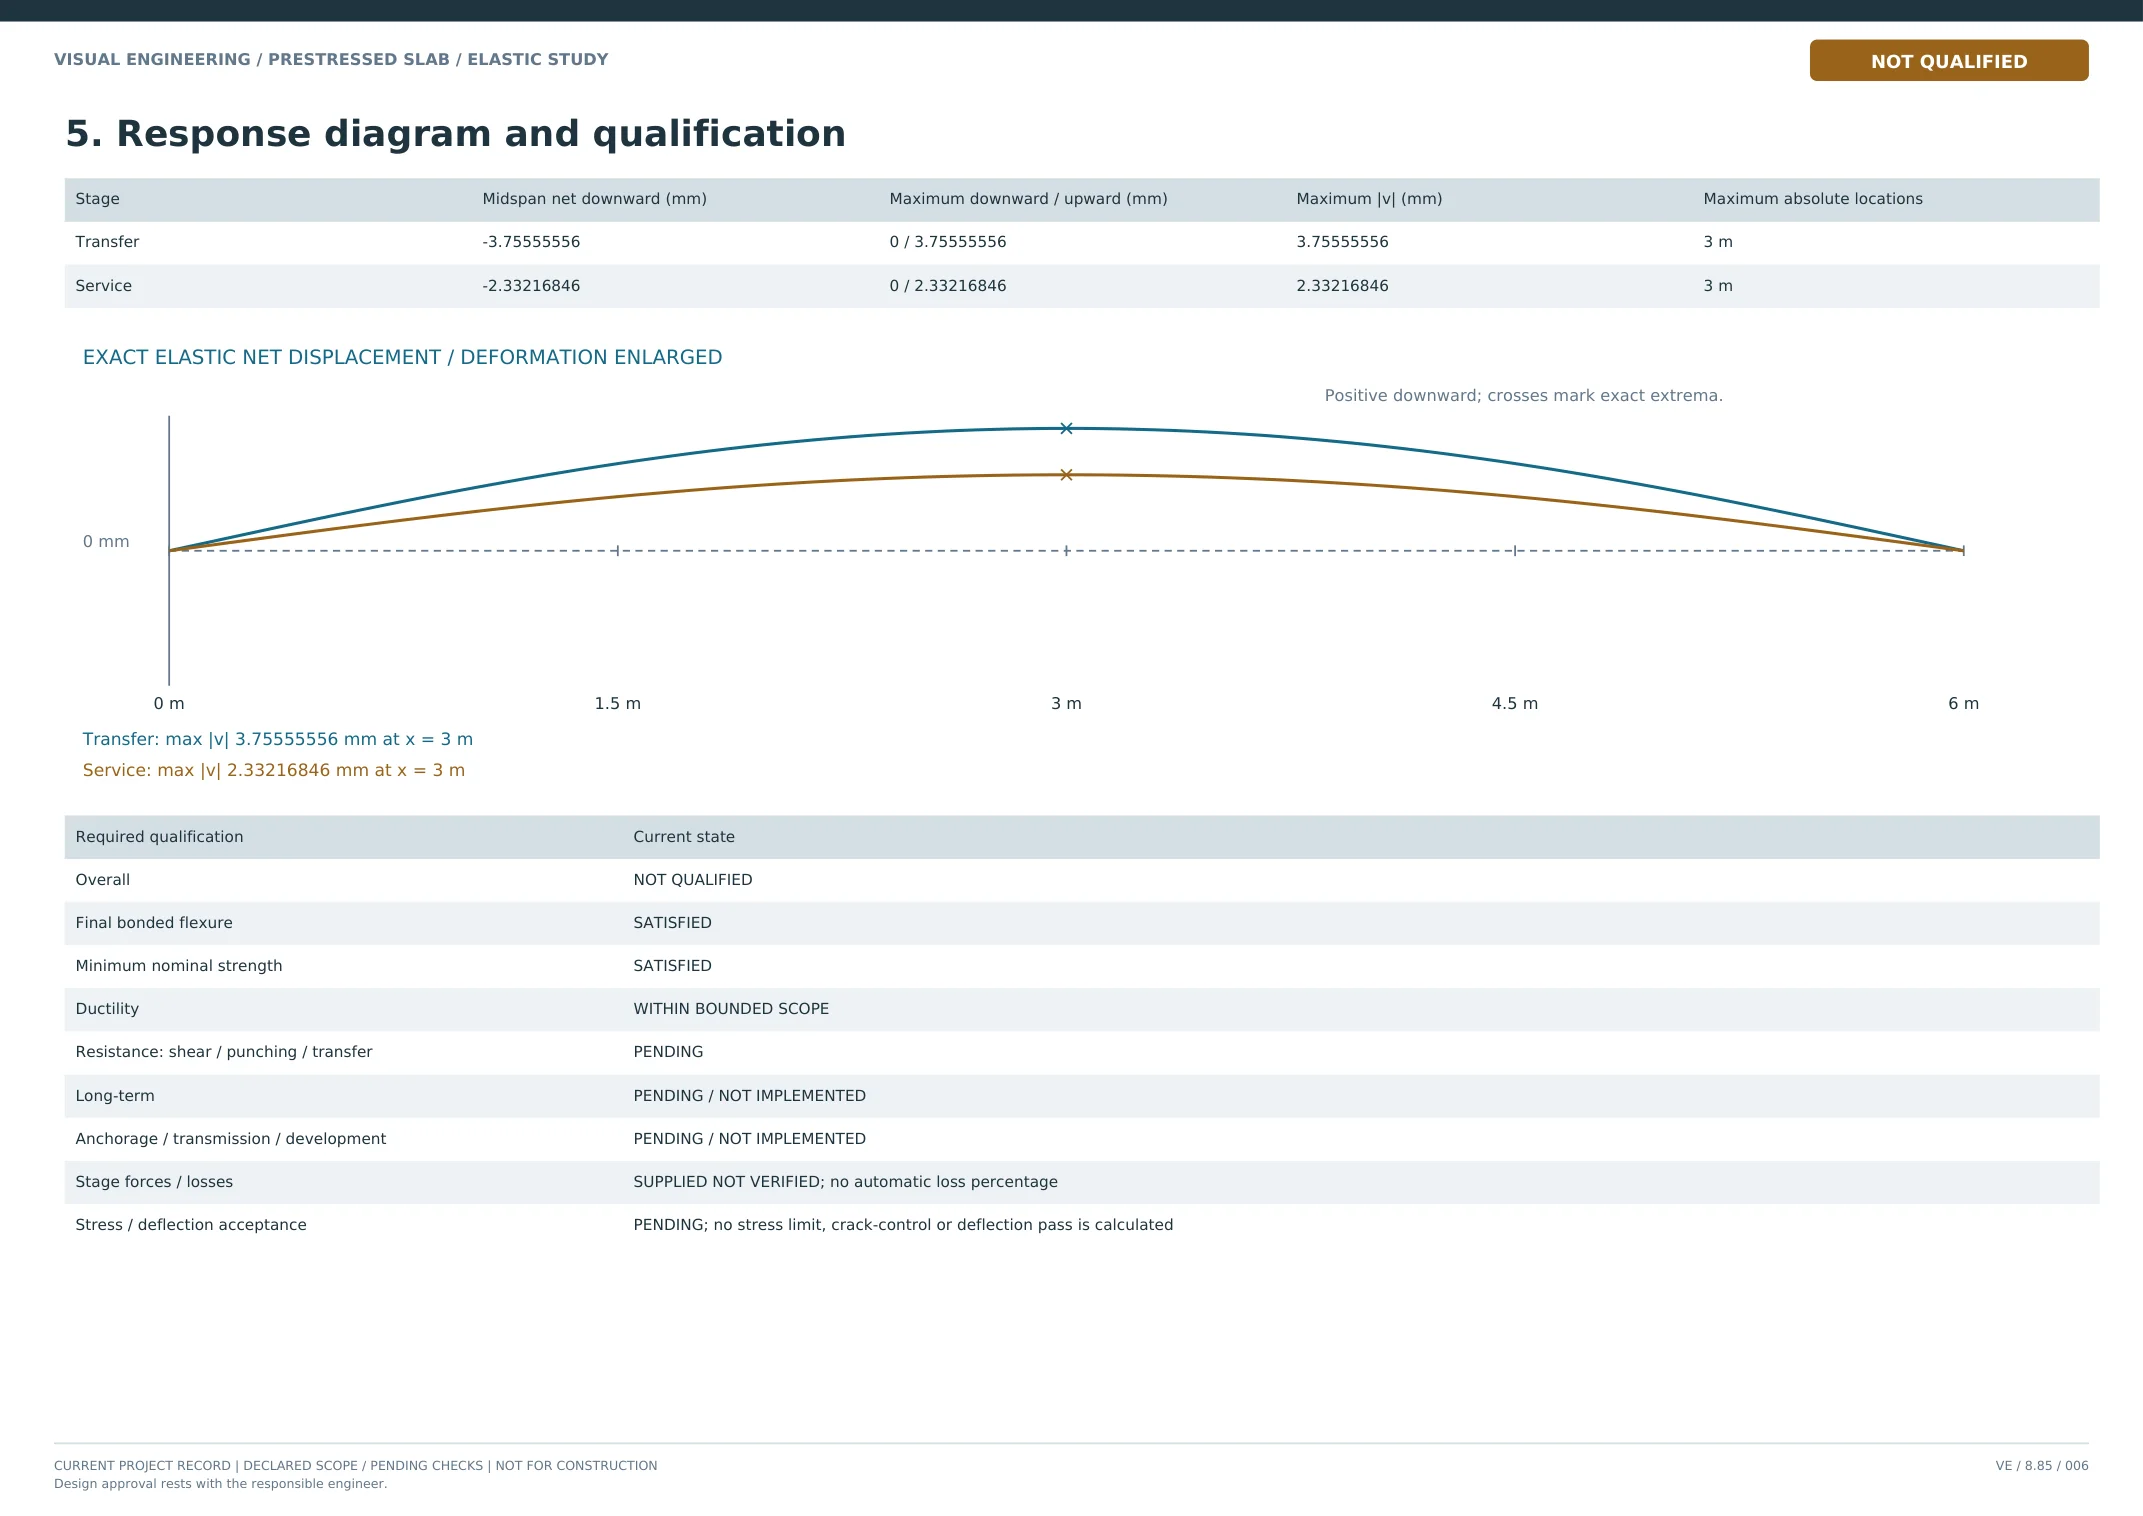 VISUAL ENGINEERING / PRESTRESSED SLAB / ELASTIC STUDY
NOT QUALIFIED
5. Response diagram and qualification
Stage Midspan net downward (mm) Maximum downward / upward (mm) Maximum |v| (mm) Maximum absolute locations
Transfer -3.75555556 0 / 3.75555556 3.75555556 3 m
Service -2.33216846 0 / 2.33216846 2.33216846 3 m
EXACT ELASTIC NET DISPLACEMENT / DEFORMATION ENLARGED
Positive downward; crosses mark exact extrema.
0 mm
0 m 1.5 m 3 m 4.5 m 6 m
Transfer: max |v| 3.75555556 mm at x = 3 m
Service: max |v| 2.33216846 mm at x = 3 m
Required qualification Current state
Overall NOT QUALIFIED
Final bonded flexure SATISFIED
Minimum nominal strength SATISFIED
Ductility WITHIN BOUNDED SCOPE
Resistance: shear / punching / transfer PENDING
Long-term PENDING / NOT IMPLEMENTED
Anchorage / transmission / development PENDING / NOT IMPLEMENTED
Stage forces / losses SUPPLIED NOT VERIFIED; no automatic loss percentage
Stress / deflection acceptance PENDING; no stress limit, crack-control or deflection pass is calculated
CURRENT PROJECT RECORD | DECLARED SCOPE / PENDING CHECKS | NOT FOR CONSTRUCTION VE / 8.85 / 006
Design approval rests with the responsible engineer.